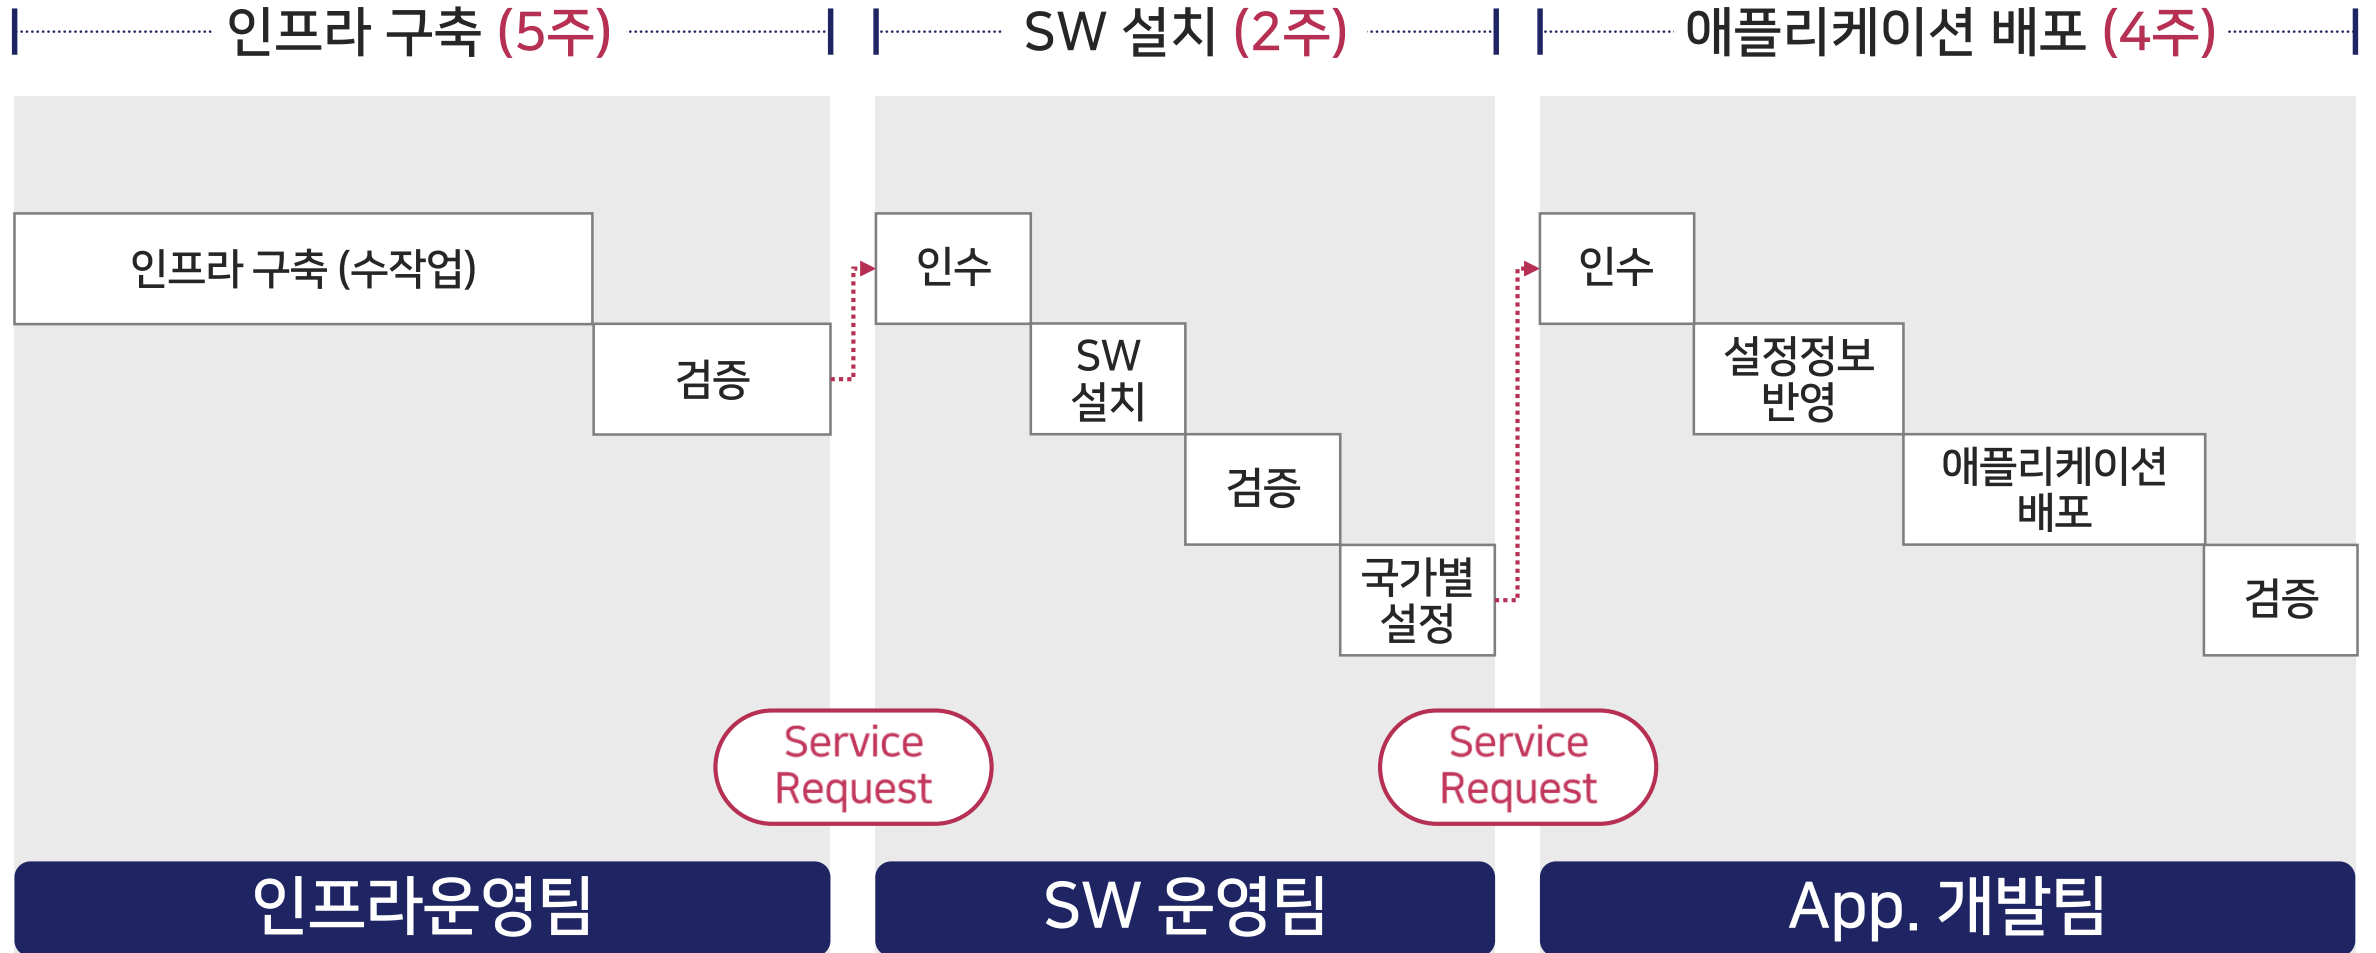 인프라 구축 (5주)
SW 설치 (2주)
애플리케이션 배포 (4주)
인프라 구축 (수작업)
검증
인수
SW
설치
검증
국가별
설정
인수
설정정보
반영
애플리케이션
배포
검증
Service
Request
Service
Request
인프라운영팀
SW 운영팀
App. 개발팀